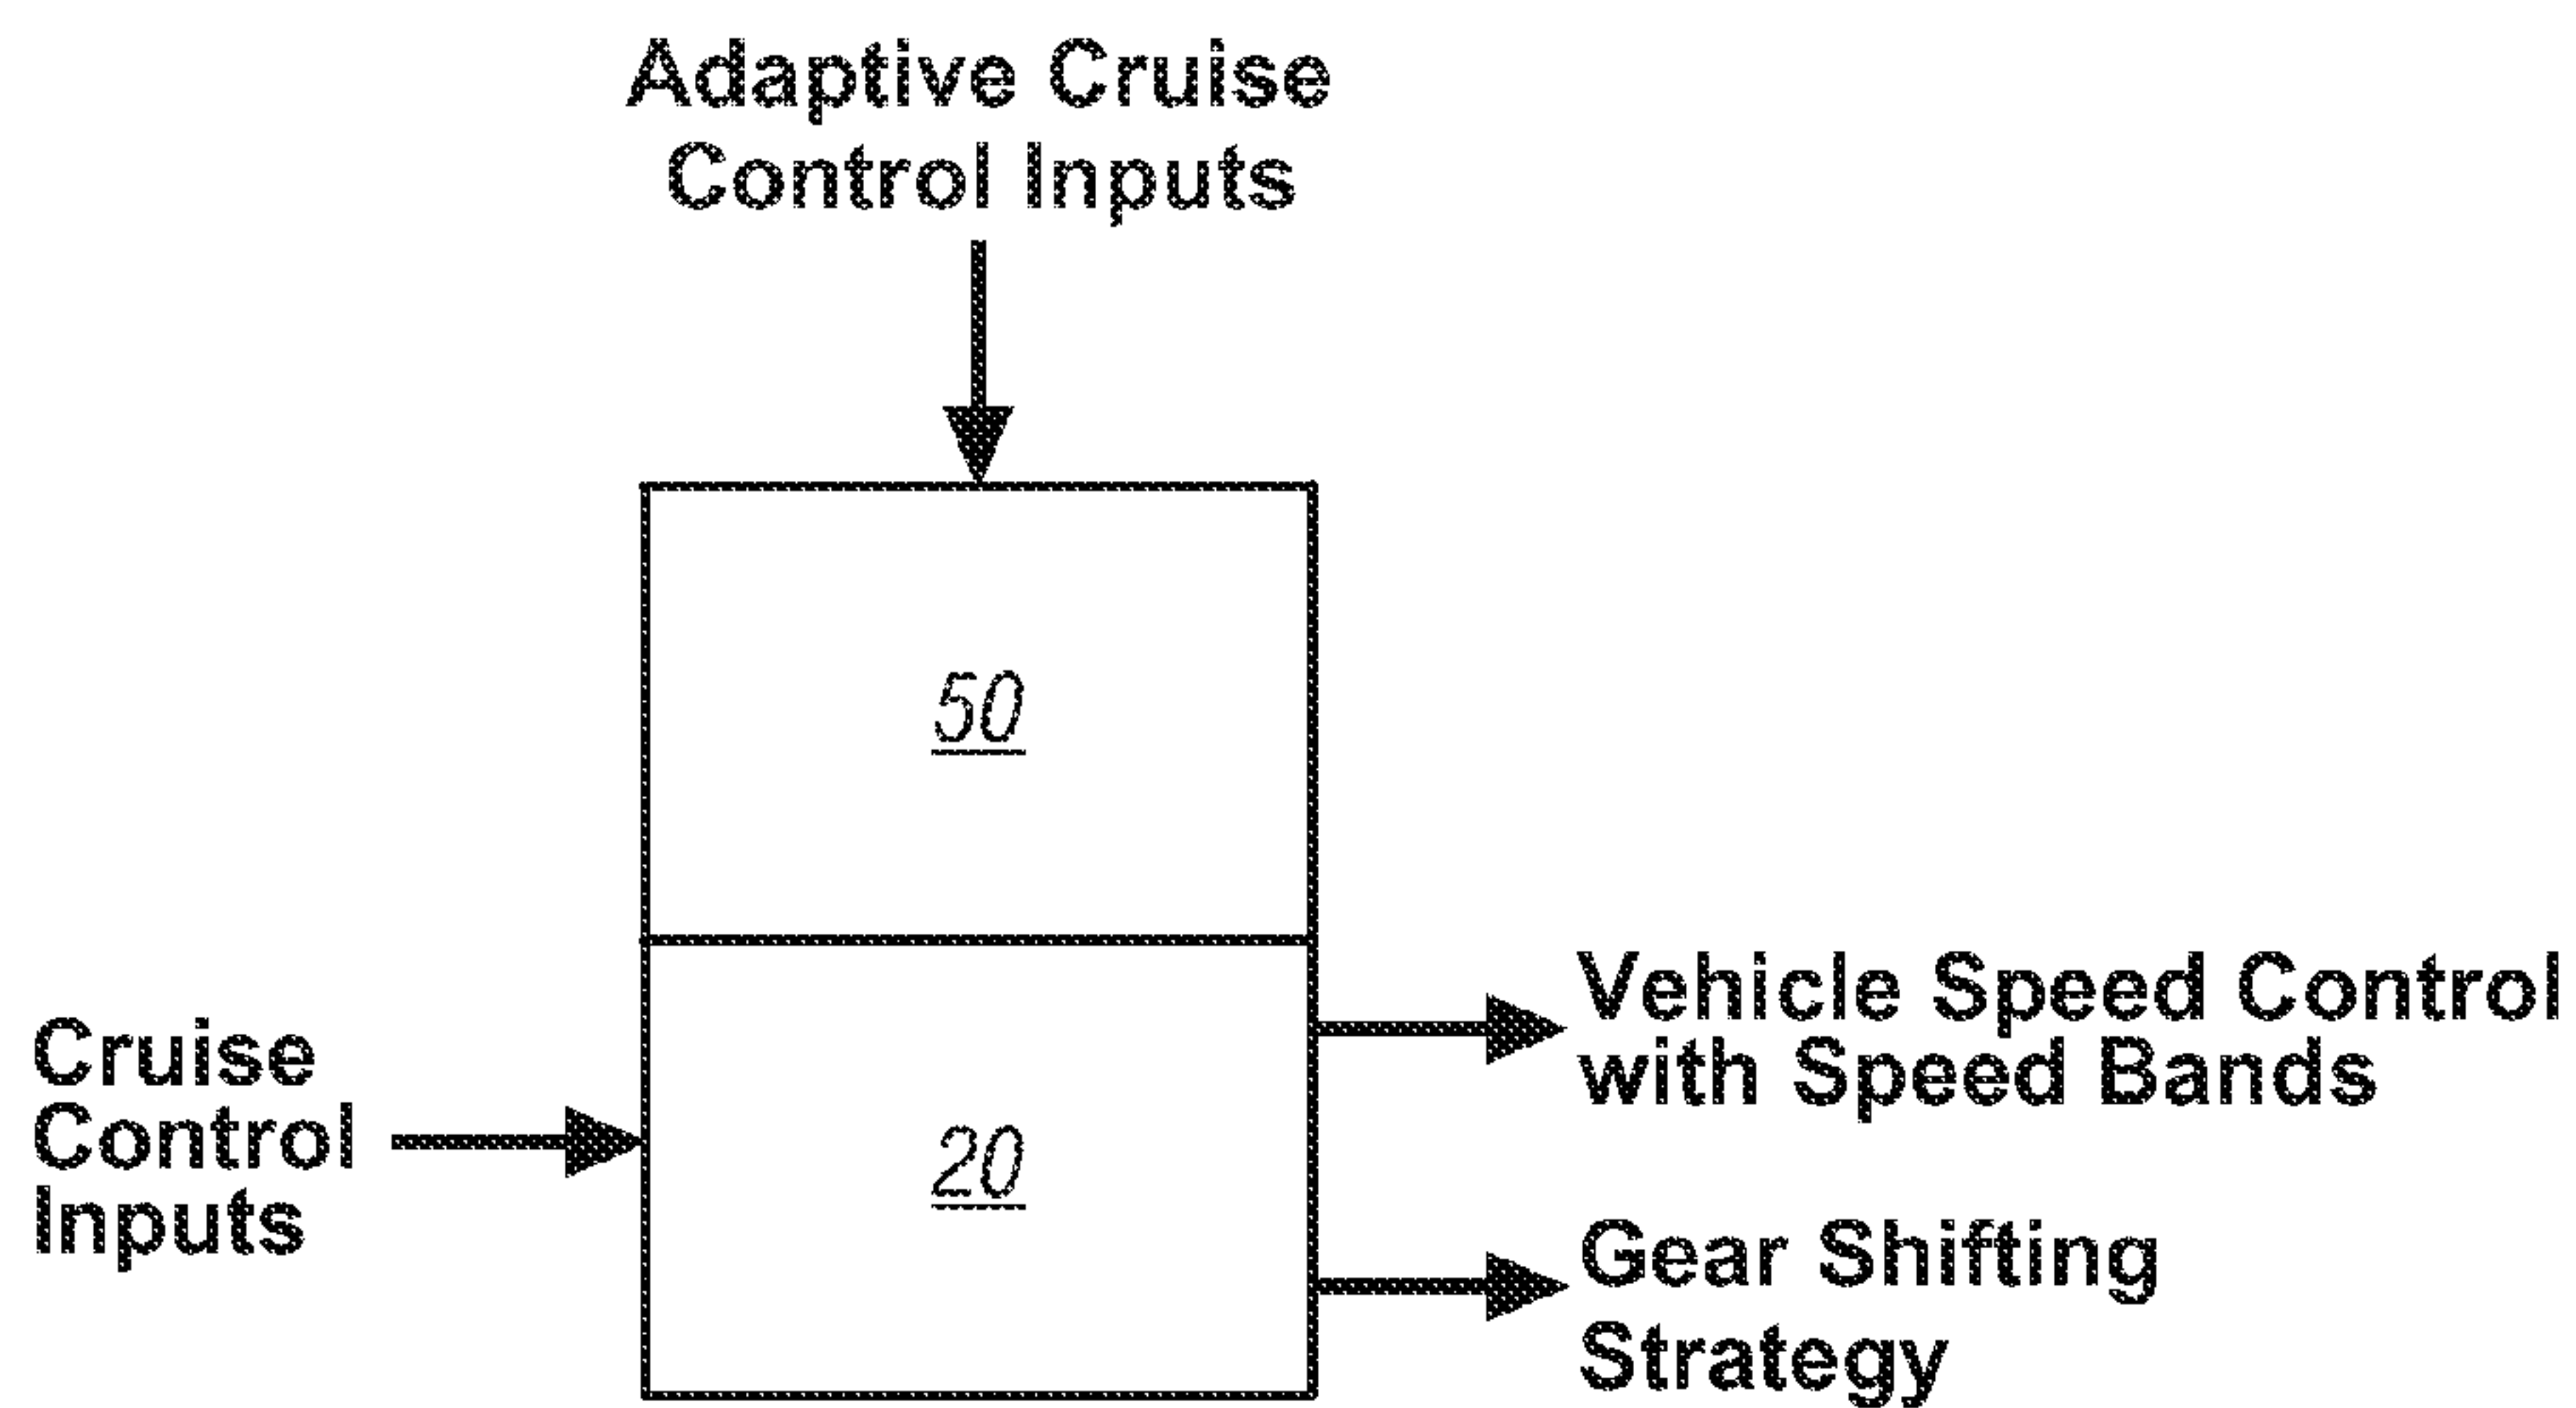 Adaptive Cruise
Control Inputs
50
Cruise
Control
Inputs
20
Vehicle Speed Control
with Speed Bands
Gear Shifting
Strategy